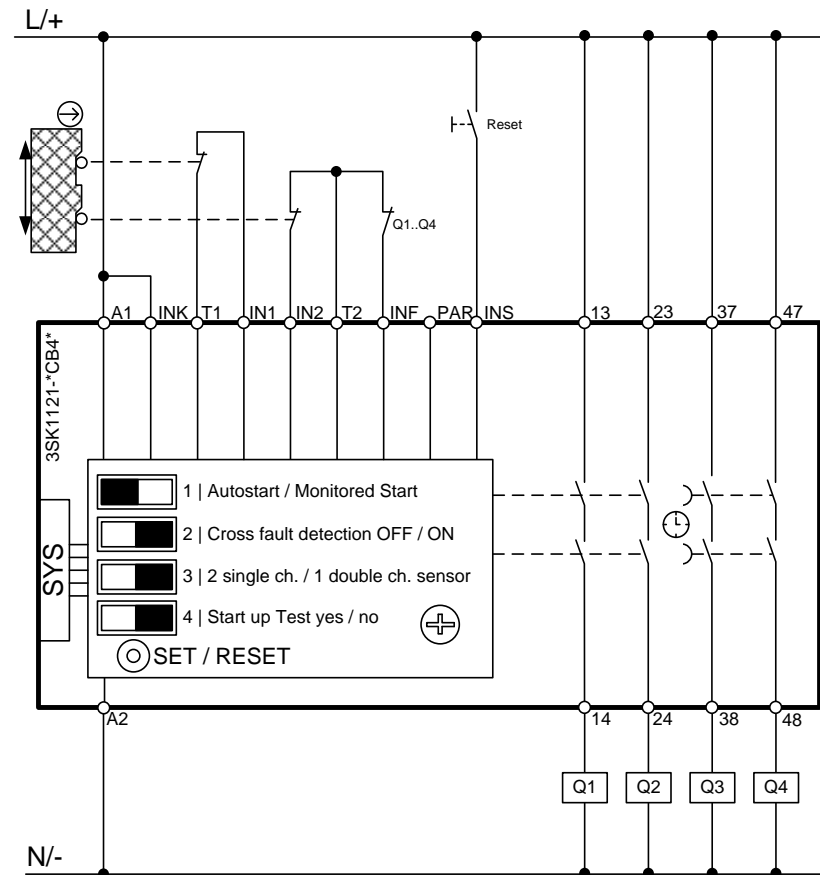 L/+
Reset
Q1..Q4
A1 INK T1 IN1 IN2 T2 INF PAR INS 13 23 37 47
3SK1121-*CB4*
1 | Autostart / Monitored Start
2 | Cross fault detection OFF / ON
3 | 2 single ch. / 1 double ch. sensor
4 | Start up Test yes / no
SYS
SET / RESET
A2 14 24 38 48
Q1 Q2 Q3 Q4
N/-